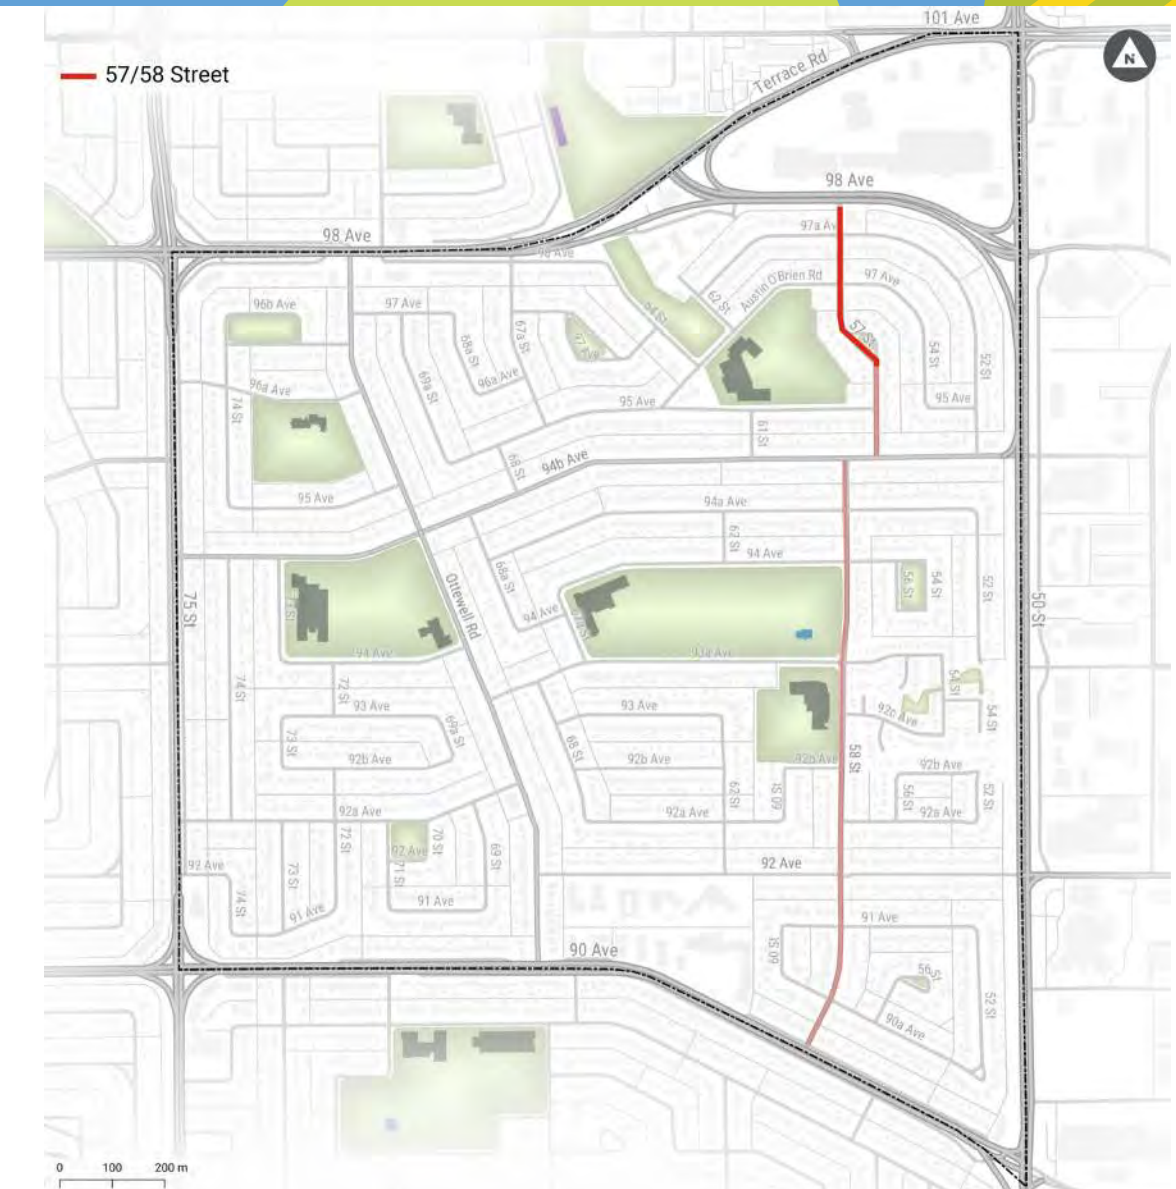 101 Ave
57/58 Street
N
Terrace Rd
98 Ave
98 Ave
97a Av
98 Ave
97 Ave
Austin O'Brien Rd
62 St
96b Ave
97 Ave
67a St
68a St
57 St
54 St
52 St
97 Ave
96a Ave
96a Ave
69a St
74 St
95 Ave
95 Ave
61 St
68 St
94b Ave
95 Ave
94a Ave
62 St
94 Ave
68a St
Ottewell Rd
56 St
54 St
52 St
75 St
50 St
94 Ave
94 Ave
93a Ave
54 St
74 St
72 St
93 Ave
69a St
93 Ave
92c Ave
54 St
73 St
92b Ave
68 St
92b Ave
92b Ave
58 St
92b Ave
62 St
60 St
56 St
52 St
92a Ave
92a Ave
92a Ave
72 St
70 St
92 Ave
69 St
92 Ave
92 Ave
73 St
71 St
74 St
91 Ave
91 Ave
91 Ave
90 Ave
60 St
56 St
52 St
90a Ave
0 100 200 m